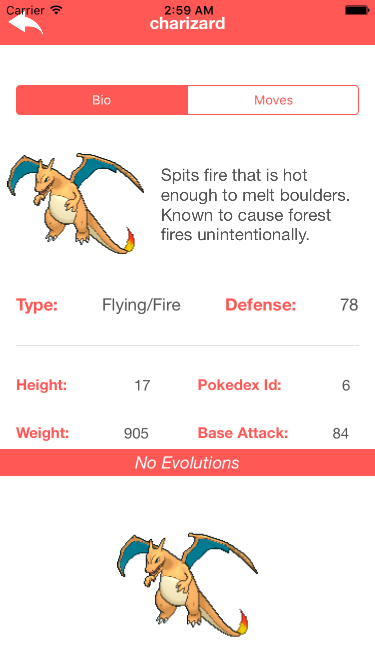 Carrier 2:59 AM
charizard
Bio Moves
Spits fire that is hot
enough to melt boulders.
Known to cause forest
fires unintentionally.
Type: Flying/Fire Defense: 78
Height: 17 Pokedex Id: 6
Weight: 905 Base Attack: 84
No Evolutions